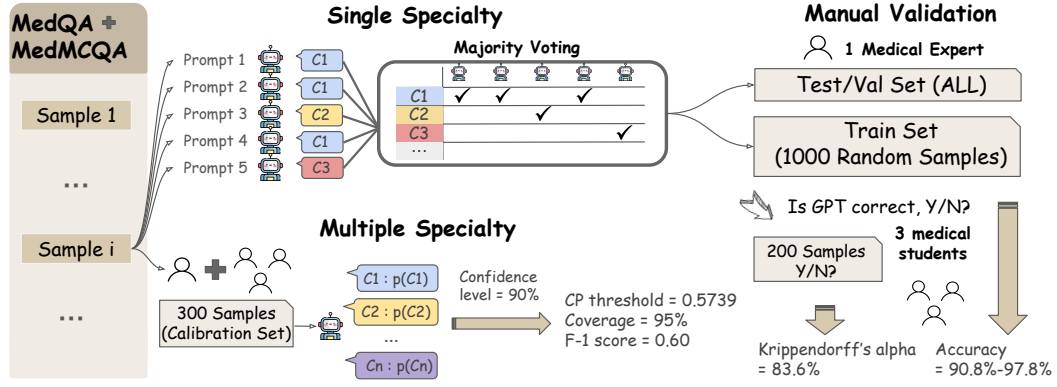 MedQA +
MedMCQA
Sample 1
...
Sample i
...
Single Specialty
Prompt 1
C1
Prompt 2
C1
Prompt 3
C2
Prompt 4
C1
Prompt 5
C3
Majority Voting
C1
C2
C3
...
Multiple Specialty
300 Samples
(Calibration Set)
C1 : p(C1)
C2 : p(C2)
...
Cn : p(Cn)
Confidence
level = 90%
CP threshold = 0.5739
Coverage = 95%
F-1 score = 0.60
Manual Validation
1 Medical Expert
Test/Val Set (ALL)
Train Set
(1000 Random Samples)
Is GPT correct, Y/N?
200 Samples
Y/N?
3 medical
students
Krippendorff's alpha
= 83.6%
Accuracy
= 90.8%-97.8%